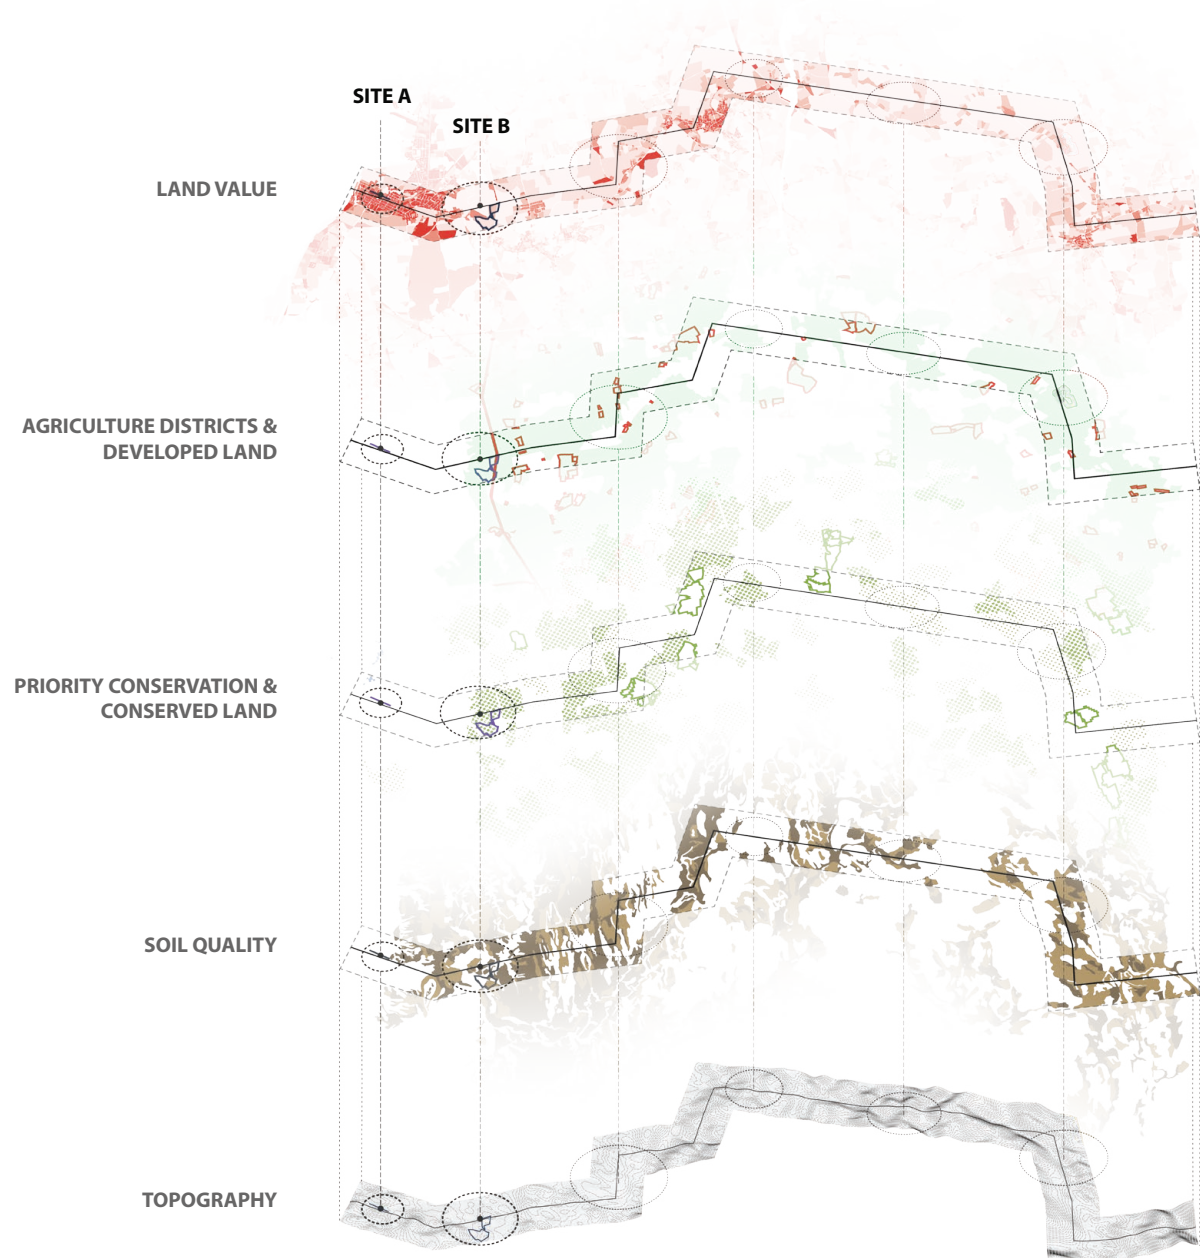 SITE A
SITE B
LAND VALUE
AGRICULTURE DISTRICTS &
DEVELOPED LAND
PRIORITY CONSERVATION &
CONSERVED LAND
SOIL QUALITY
TOPOGRAPHY